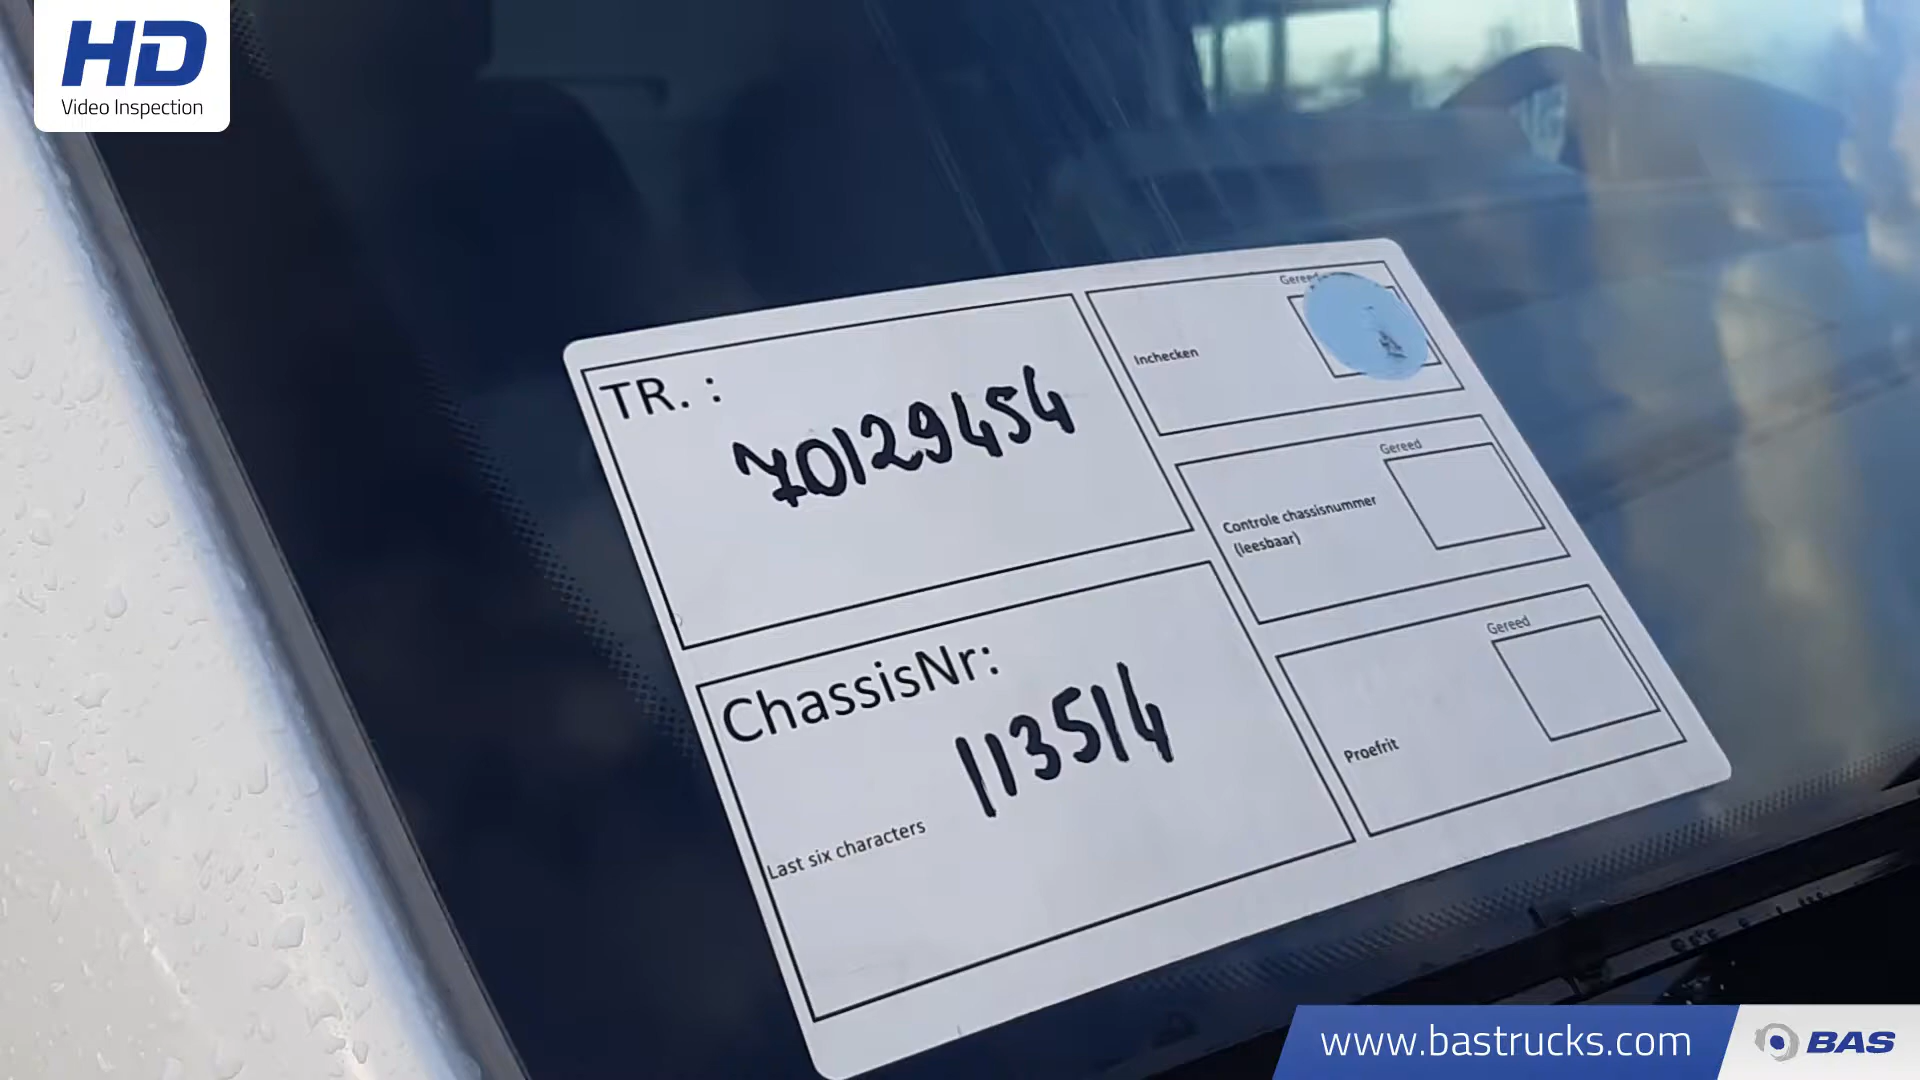 HD
Video Inspection
TR. :
70129454
ChassisNr:
113514
Last six characters
Gereed
Inchecken
Gereed
Controle chassisnummer
(leesbaar)
Gereed
Proefrit
www.bastrucks.com
BAS